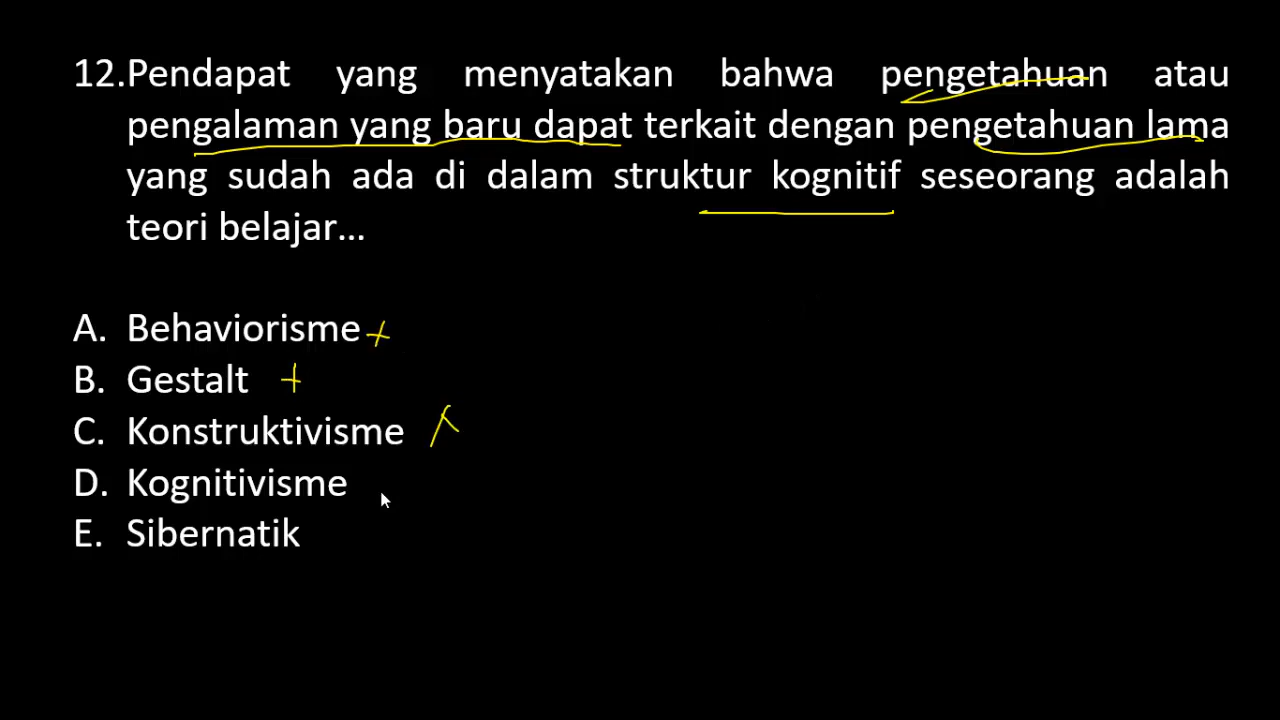 12.Pendapat yang menyatakan bahwa pengetahuan atau
pengalaman yang baru dapat terkait dengan pengetahuan lama
yang sudah ada di dalam struktur kognitif seseorang adalah
teori belajar...
A. Behaviorisme
B. Gestalt
C. Konstruktivisme
D. Kognitivisme
E. Sibernatik